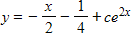 y = − x/2 − 1/4 + ce^{2x}